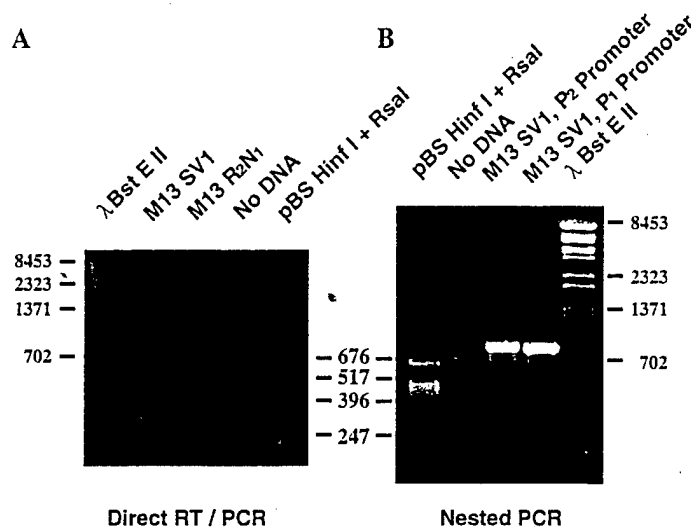 A
λ Bst E II
M13 SV1
M13 R₂N₁
No DNA
pBS Hinf I + RsaI
8453
2323
1371
702
676
517
396
247
Direct RT / PCR
B
pBS Hinf I + RsaI
No DNA
M13 SV1, P₂ Promoter
M13 SV1, P₁ Promoter
λ Bst E II
8453
2323
1371
702
Nested PCR